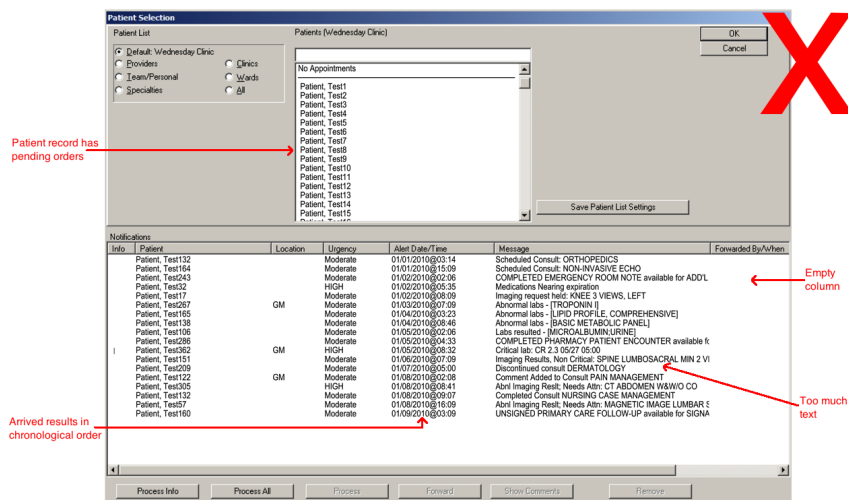 Patient Selection
Patient List
Default: Wednesday Clinic
Providers Clinics
Team/Personal Wards
Specialties All
Patients (Wednesday Clinic)
No Appointments
Patient, Test1
Patient, Test2
Patient, Test3
Patient, Test4
Patient, Test5
Patient, Test6
Patient, Test7
Patient, Test8
Patient, Test9
Patient, Test10
Patient, Test11
Patient, Test12
Patient, Test13
Patient, Test14
Patient, Test15
OK
Cancel
X
Save Patient List Settings
Patient record has
pending orders
Notifications
Info Patient Location Urgency Alert Date/Time Message Forwarded By/When
Patient, Test132 Moderate 01/01/2010@03:14 Scheduled Consult: ORTHOPEDICS
Patient, Test164 Moderate 01/01/2010@15:09 Scheduled Consult: NON-INVASIVE ECHO
Patient, Test243 Moderate 01/02/2010@02:06 COMPLETED EMERGENCY ROOM NOTE available for ADD'L
Patient, Test32 HIGH 01/02/2010@05:35 Medications Nearing expiration
Patient, Test17 Moderate 01/02/2010@08:09 Imaging request held: KNEE 3 VIEWS, LEFT
Patient, Test267 GM Moderate 01/03/2010@07:09 Abnormal labs - [TROPONIN I]
Patient, Test165 Moderate 01/04/2010@03:23 Abnormal labs - [LIPID PROFILE, COMPREHENSIVE]
Patient, Test138 Moderate 01/04/2010@08:46 Abnormal labs - [BASIC METABOLIC PANEL]
Patient, Test106 Moderate 01/05/2010@02:06 Labs resulted - [MICROALBUMIN;URINE]
Patient, Test286 Moderate 01/05/2010@04:33 COMPLETED PHARMACY PATIENT ENCOUNTER available fo
I Patient, Test362 GM HIGH 01/05/2010@08:32 Critical lab: CR 2.3 05/27 05:00
Patient, Test151 Moderate 01/06/2010@07:09 Imaging Results, Non Critical: SPINE LUMBOSACRAL MIN 2 VI
Patient, Test209 Moderate 01/07/2010@05:00 Discontinued consult DERMATOLOGY
Patient, Test122 GM Moderate 01/08/2010@02:08 Comment Added to Consult PAIN MANAGEMENT
Patient, Test305 HIGH 01/08/2010@08:41 Abnl Imaging Reslt; Needs Attn: CT ABDOMEN W&W/O CO
Patient, Test132 Moderate 01/08/2010@09:07 Completed Consult NURSING CASE MANAGEMENT
Patient, Test57 Moderate 01/08/2010@16:09 Abnl Imaging Reslt; Needs Attn: MAGNETIC IMAGE LUMBAR S
Patient, Test160 Moderate 01/09/2010@03:09 UNSIGNED PRIMARY CARE FOLLOW-UP available for SIGNA
Empty
column
Too much
text
Arrived results in
chronological order
Process Info Process All Process Forward Show Comments Remove